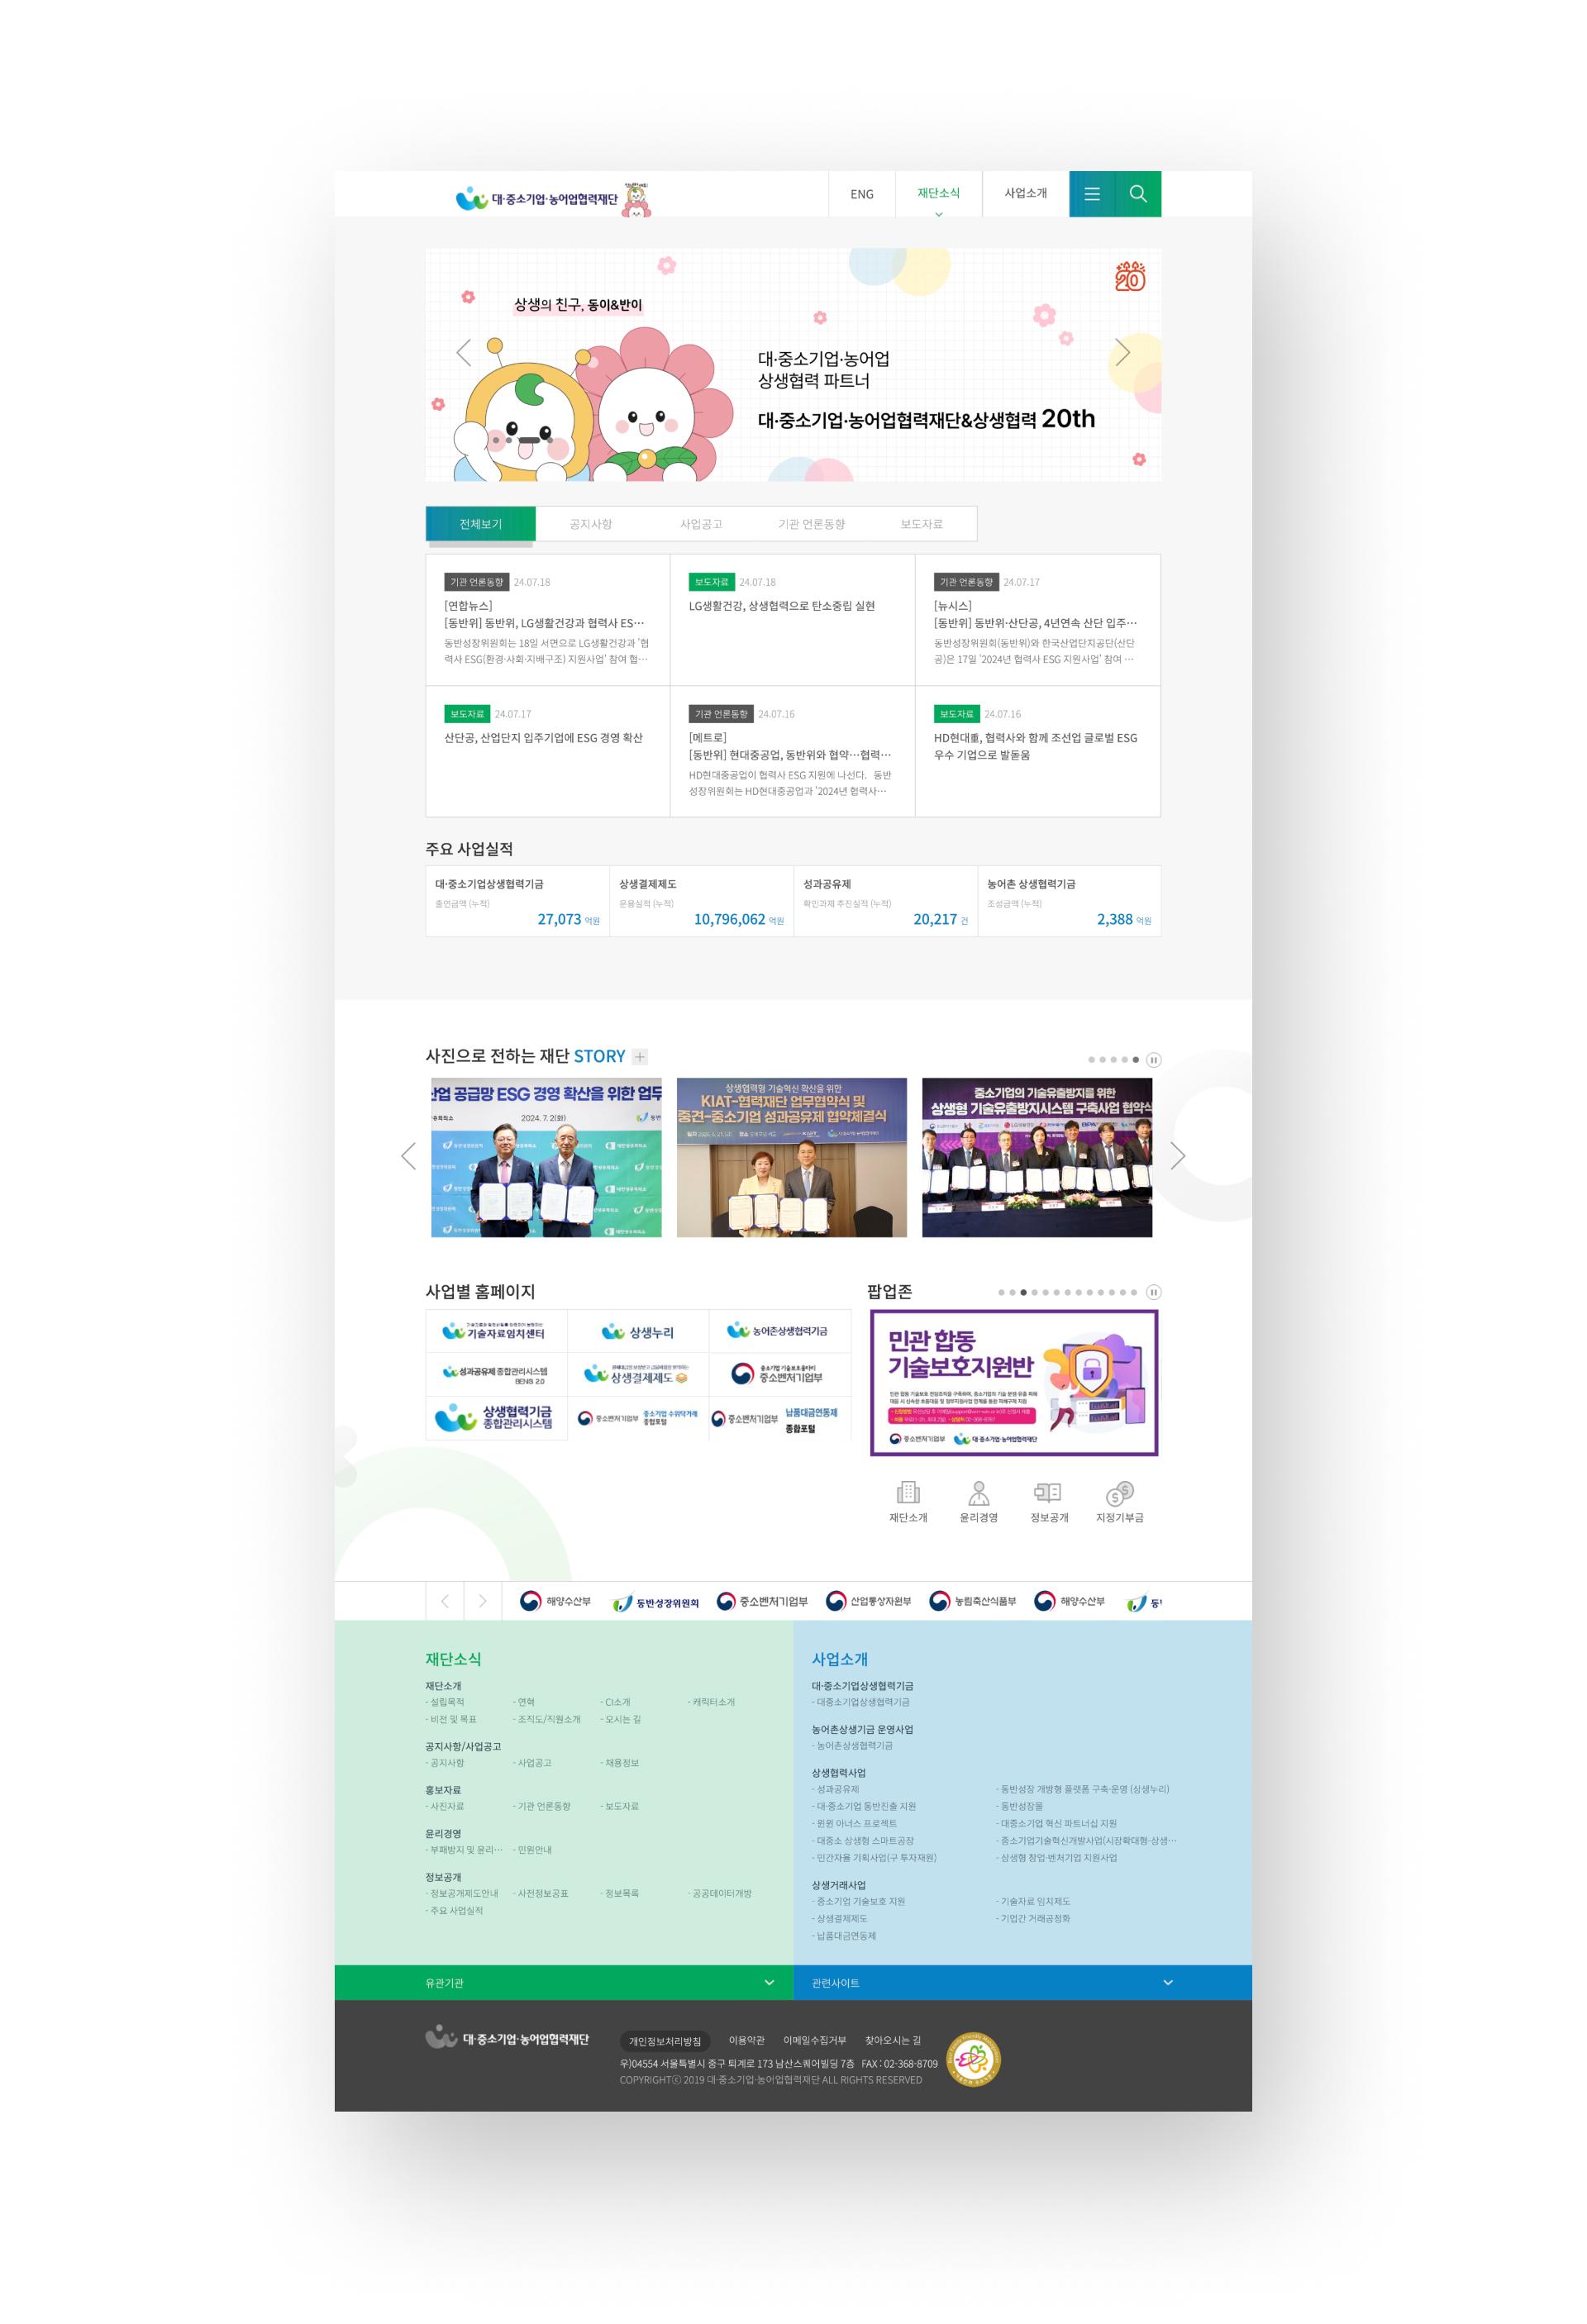 대·중소기업·농어업협력재단
ENG
재단소식
사업소개
20
상생의 친구, 동이&반이
대·중소기업·농어업
상생협력 파트너
대·중소기업·농어업협력재단&상생협력 20th
전체보기
공지사항
사업공고
기관 언론동향
보도자료
기관 언론동향 24.07.18
[연합뉴스]
[동반위] 동반위, LG생활건강과 협력사 ES…
동반성장위원회는 18일 서면으로 LG생활건강과 '협
력사 ESG(환경·사회·지배구조) 지원사업' 참여 협…
보도자료 24.07.18
LG생활건강, 상생협력으로 탄소중립 실현
기관 언론동향 24.07.17
[뉴시스]
[동반위] 동반위·산단공, 4년연속 산단 입주…
동반성장위원회(동반위)와 한국산업단지공단(산단
공)은 17일 '2024년 협력사 ESG 지원사업' 참여 …
보도자료 24.07.17
산단공, 산업단지 입주기업에 ESG 경영 확산
기관 언론동향 24.07.16
[메트로]
[동반위] 현대중공업, 동반위와 협약…협력…
HD현대중공업이 협력사 ESG 지원에 나선다. 동반
성장위원회는 HD현대중공업과 '2024년 협력사…
보도자료 24.07.16
HD현대重, 협력사와 함께 조선업 글로벌 ESG
우수 기업으로 발돋움
주요 사업실적
대·중소기업상생협력기금
출연금액 (누적)
27,073 억원
상생결제제도
운용실적 (누적)
10,796,062 억원
성과공유제
확인과제 추진실적 (누적)
20,217 건
농어촌 상생협력기금
조성금액 (누적)
2,388 억원
사진으로 전하는 재단 STORY
산업 공급망 ESG 경영 확산을 위한 업무
2024. 7. 2(화)
상생협력형 기술혁신 확산을 위한
KIAT-협력재단 업무협약식 및
중견-중소기업 성과공유제 협약체결식
중소기업의 기술유출방지를 위한
상생형 기술유출방지시스템 구축사업 협약식
사업별 홈페이지
기술자료임치센터
상생누리
농어촌상생협력기금
성과공유제 종합관리시스템
BENIS 2.0
상생결제제도
중소벤처기업부
상생협력기금
종합관리시스템
중소벤처기업부 중소기업 수위탁거래
종합포털
중소벤처기업부 납품대금연동제
종합포털
팝업존
민관 합동
기술보호지원반
중소벤처기업부 대·중소기업·농어업협력재단
재단소개
윤리경영
정보공개
지정기부금
해양수산부
동반성장위원회
중소벤처기업부
산업통상자원부
농림축산식품부
해양수산부
재단소식
재단소개
- 설립목적 - 연혁 - CI소개 - 캐릭터소개
- 비전 및 목표 - 조직도/직원소개 - 오시는 길
공지사항/사업공고
- 공지사항 - 사업공고 - 채용정보
홍보자료
- 사진자료 - 기관 언론동향 - 보도자료
윤리경영
- 부패방지 및 윤리… - 민원안내
정보공개
- 정보공개제도안내 - 사전정보공표 - 정보목록 - 공공데이터개방
- 주요 사업실적
사업소개
대·중소기업상생협력기금
- 대중소기업상생협력기금
농어촌상생기금 운영사업
- 농어촌상생협력기금
상생협력사업
- 성과공유제 - 동반성장 개방형 플랫폼 구축·운영 (상생누리)
- 대·중소기업 동반진출 지원 - 동반성장몰
- 윈윈 아너스 프로젝트 - 대중소기업 혁신 파트너십 지원
- 대중소 상생형 스마트공장 - 중소기업기술혁신개발사업(시장확대형-상생…
- 민간자율 기획사업(구 투자재원) - 상생형 창업·벤처기업 지원사업
상생거래사업
- 중소기업 기술보호 지원 - 기술자료 임치제도
- 상생결제제도 - 기업간 거래공정화
- 납품대금연동제
유관기관
관련사이트
대·중소기업·농어업협력재단
개인정보처리방침 이용약관 이메일수집거부 찾아오시는 길
우)04554 서울특별시 중구 퇴계로 173 남산스퀘어빌딩 7층 FAX : 02-368-8709
COPYRIGHTⓒ 2019 대·중소기업·농어업협력재단 ALL RIGHTS RESERVED